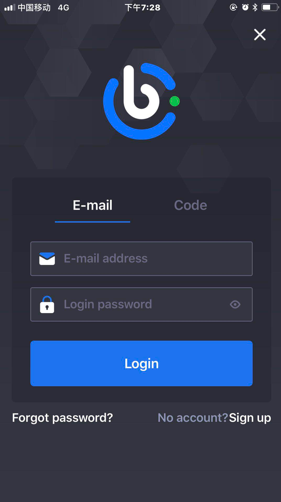 中国移动 4G 下午7:28
E-mail Code
E-mail address
Login password
Login
Forgot password? No account?Sign up